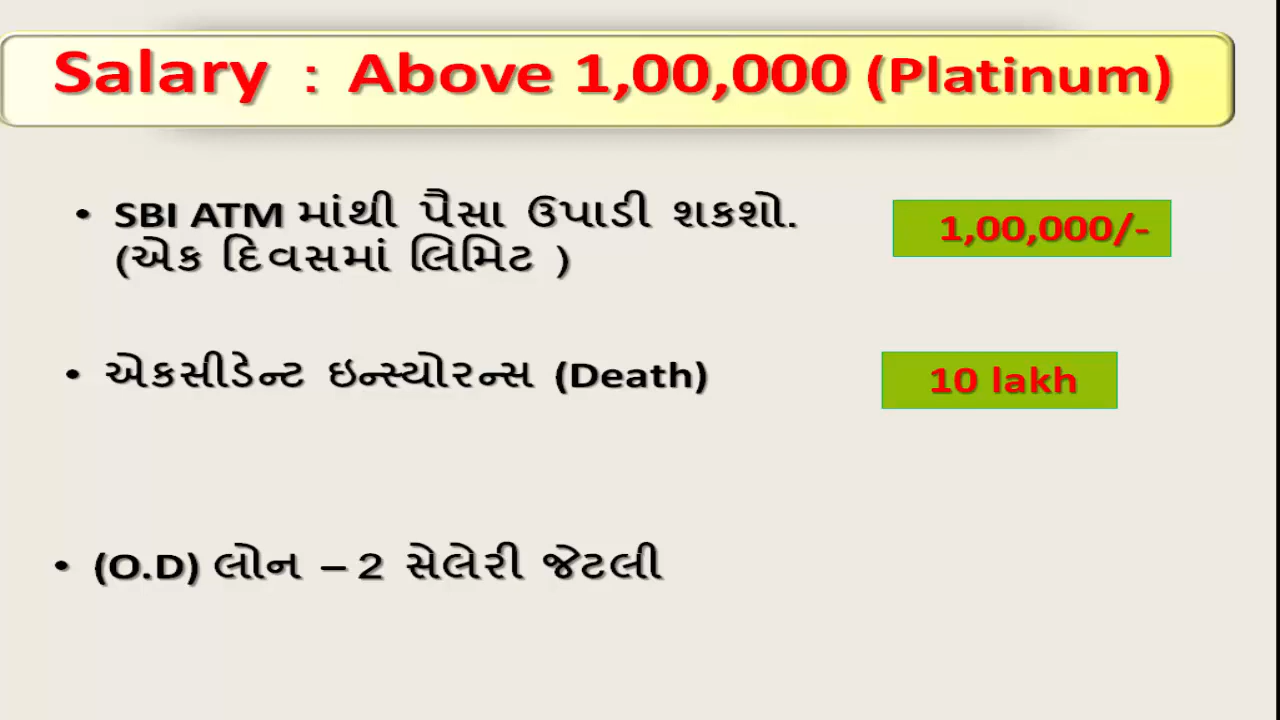 Salary : Above 1,00,000 (Platinum)
• SBI ATM માંથી પૈસા ઉપાડી શકશો. 1,00,000/-
(એક દિવસમાં લિમિટ )
• એકસીડેન્ટ ઇન્સ્યોરન્સ (Death) 10 lakh
• (O.D) લોન – 2 સેલેરી જેટલી